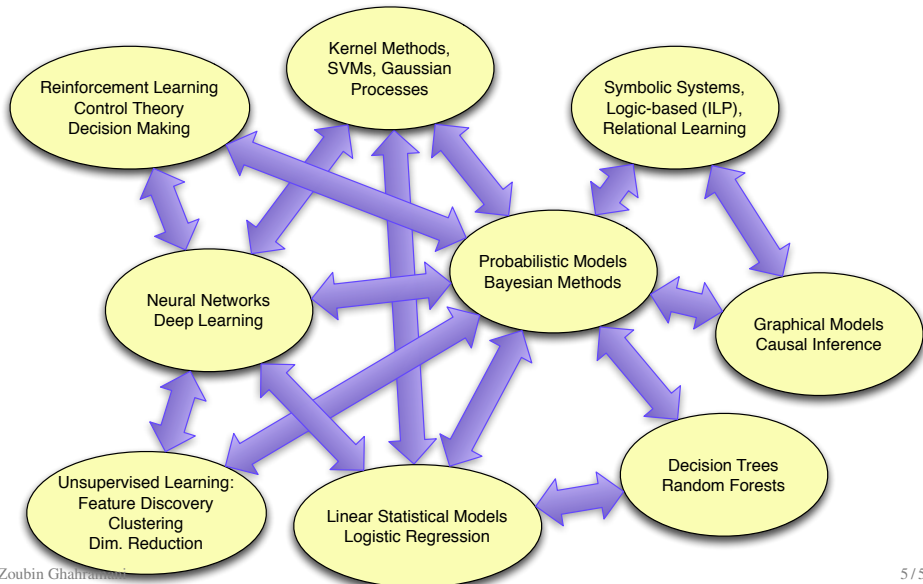 Kernel Methods,
SVMs, Gaussian
Processes
Reinforcement Learning
Control Theory
Decision Making
Symbolic Systems,
Logic-based (ILP),
Relational Learning
Probabilistic Models
Bayesian Methods
Neural Networks
Deep Learning
Graphical Models
Causal Inference
Unsupervised Learning:
Feature Discovery
Clustering
Dim. Reduction
Linear Statistical Models
Logistic Regression
Decision Trees
Random Forests
Zoubin Ghahramani
5 / 5